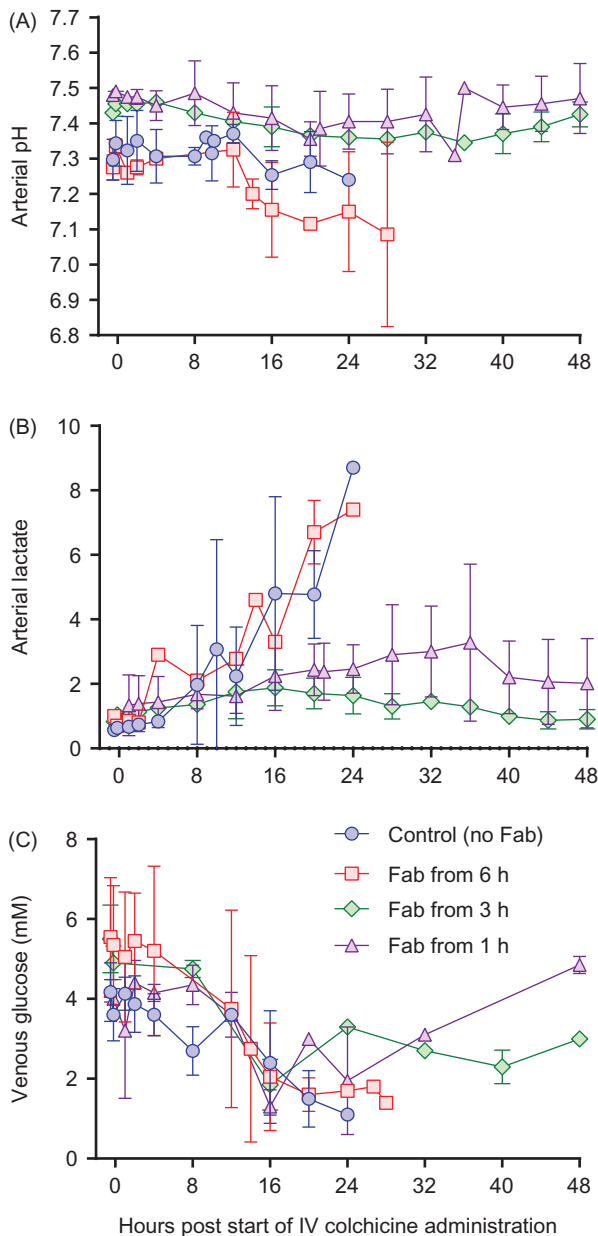 (A)
Arterial pH
7.7
7.6
7.5
7.4
7.3
7.2
7.1
7.0
6.9
6.8
0 8 16 24 32 40 48
(B)
Arterial lactate
10
8
6
4
2
0
0 8 16 24 32 40 48
(C)
Venous glucose (mM)
8
6
4
2
0
Control (no Fab)
Fab from 6 h
Fab from 3 h
Fab from 1 h
0 8 16 24 32 40 48
Hours post start of IV colchicine administration